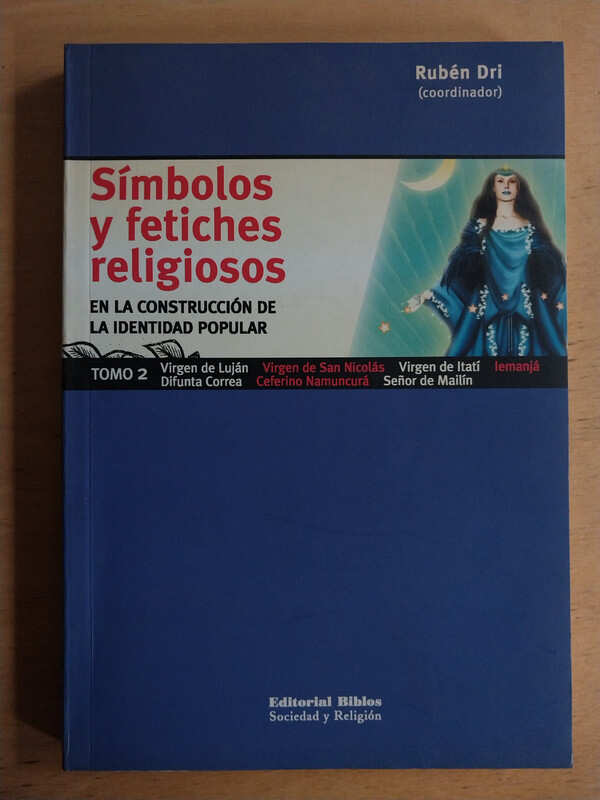 Rubén Dri
(coordinador)
Símbolos
y fetiches
religiosos
EN LA CONSTRUCCIÓN DE
LA IDENTIDAD POPULAR
TOMO 2 Virgen de Luján Virgen de San Nicolás Virgen de Itatí Iemanjá
Difunta Correa Ceferino Namuncurá Señor de Mailín
Editorial Biblos
Sociedad y Religión